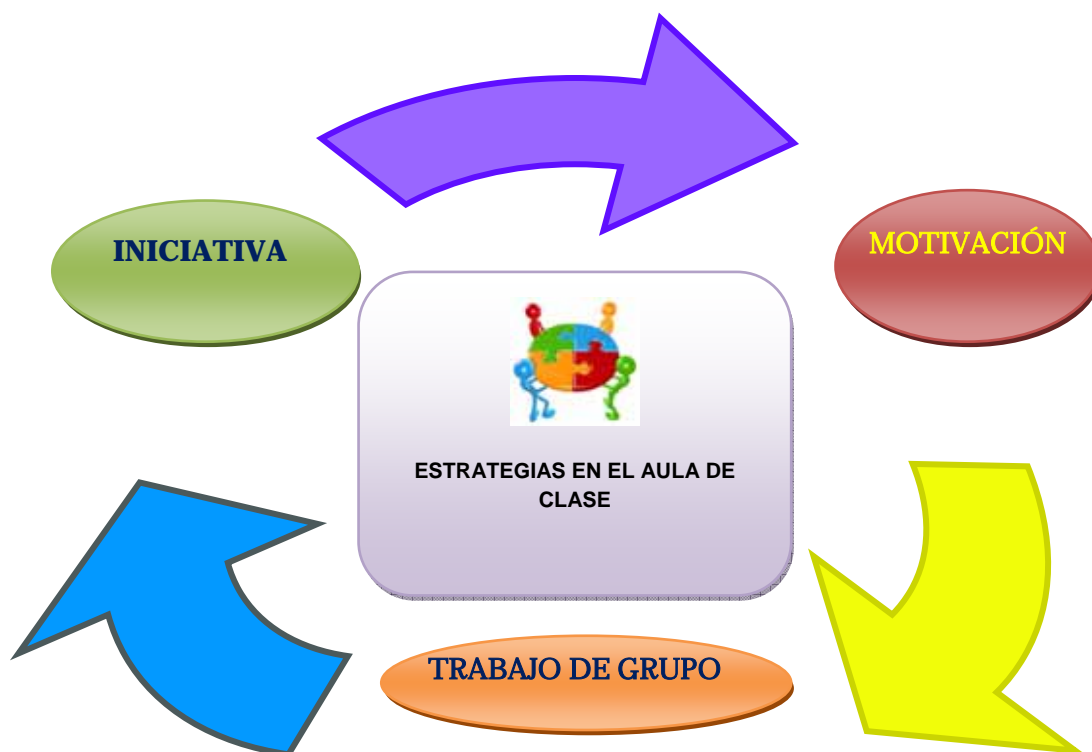 INICIATIVA
MOTIVACIÓN
ESTRATEGIAS EN EL AULA DE
CLASE
TRABAJO DE GRUPO